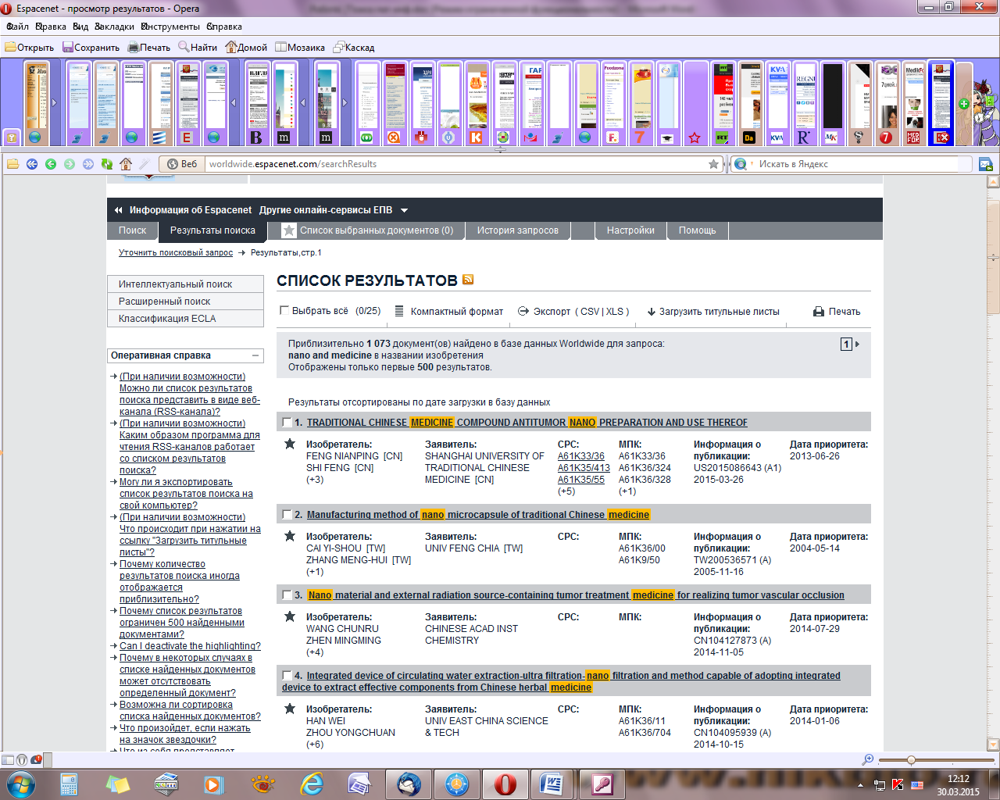 Espacenet - просмотр результатов - Opera
Файл Правка Вид Закладки Инструменты Справка
Открыть Сохранить Печать Найти Домой Мозаика Каскад
Веб worldwide.espacenet.com/searchResults Искать в Яндекс
Информация об Espacenet Другие онлайн-сервисы ЕПВ
Поиск Результаты поиска Список выбранных документов (0) История запросов Настройки Помощь
Уточнить поисковый запрос → Результаты,стр.1
Интеллектуальный поиск
Расширенный поиск
Классификация ECLA
Оперативная справка
(При наличии возможности)
Можно ли список результатов
поиска представить в виде веб-
канала (RSS-канала)?
(При наличии возможности)
Каким образом программа для
чтения RSS-каналов работает
со списком результатов
поиска?
Могу ли я экспортировать
список результатов поиска на
свой компьютер?
(При наличии возможности)
Что происходит при нажатии на
ссылку "Загрузить титульные
листы"?
Почему количество
результатов поиска иногда
отображается
приблизительно?
Почему список результатов
ограничен 500 найденными
документами?
Can I deactivate the highlighting?
Почему в некоторых случаях в
списке найденных документов
может отсутствовать
определенный документ?
Возможна ли сортировка
списка найденных документов?
Что произойдет, если нажать
на значок звездочки?
Что из себя представляет
СПИСОК РЕЗУЛЬТАТОВ
Выбрать всё (0/25) Компактный формат Экспорт ( CSV | XLS ) Загрузить титульные листы Печать
Приблизительно 1 073 документ(ов) найдено в базе данных Worldwide для запроса: 1
nano and medicine в названии изобретения
Отображены только первые 500 результатов.
Результаты отсортированы по дате загрузки в базу данных
1. TRADITIONAL CHINESE MEDICINE COMPOUND ANTITUMOR NANO PREPARATION AND USE THEREOF
Изобретатель: Заявитель: CPC: МПК: Информация о Дата приоритета:
FENG NIANPING [CN] SHANGHAI UNIVERSITY OF A61K33/36 A61K33/36 публикации: 2013-06-26
SHI FENG [CN] TRADITIONAL CHINESE A61K35/413 A61K36/324 US2015086643 (A1)
(+3) MEDICINE [CN] A61K35/55 A61K36/328 2015-03-26
(+5) (+1)
2. Manufacturing method of nano microcapsule of traditional Chinese medicine
Изобретатель: Заявитель: CPC: МПК: Информация о Дата приоритета:
CAI YI-SHOU [TW] UNIV FENG CHIA [TW] A61K36/00 публикации: 2004-05-14
ZHANG MENG-HUI [TW] A61K9/50 TW200536571 (A)
(+1) 2005-11-16
3. Nano material and external radiation source-containing tumor treatment medicine for realizing tumor vascular occlusion
Изобретатель: Заявитель: CPC: МПК: Информация о Дата приоритета:
WANG CHUNRU CHINESE ACAD INST публикации: 2014-07-29
ZHEN MINGMING CHEMISTRY CN104127873 (A)
(+4) 2014-11-05
4. Integrated device of circulating water extraction-ultra filtration-nano filtration and method capable of adopting integrated
device to extract effective components from Chinese herbal medicine
Изобретатель: Заявитель: CPC: МПК: Информация о Дата приоритета:
HAN WEI UNIV EAST CHINA SCIENCE A61K36/11 публикации: 2014-01-06
ZHOU YONGCHUAN & TECH A61K36/704 CN104095939 (A)
(+6) 2014-10-15
12:12
30.03.2015